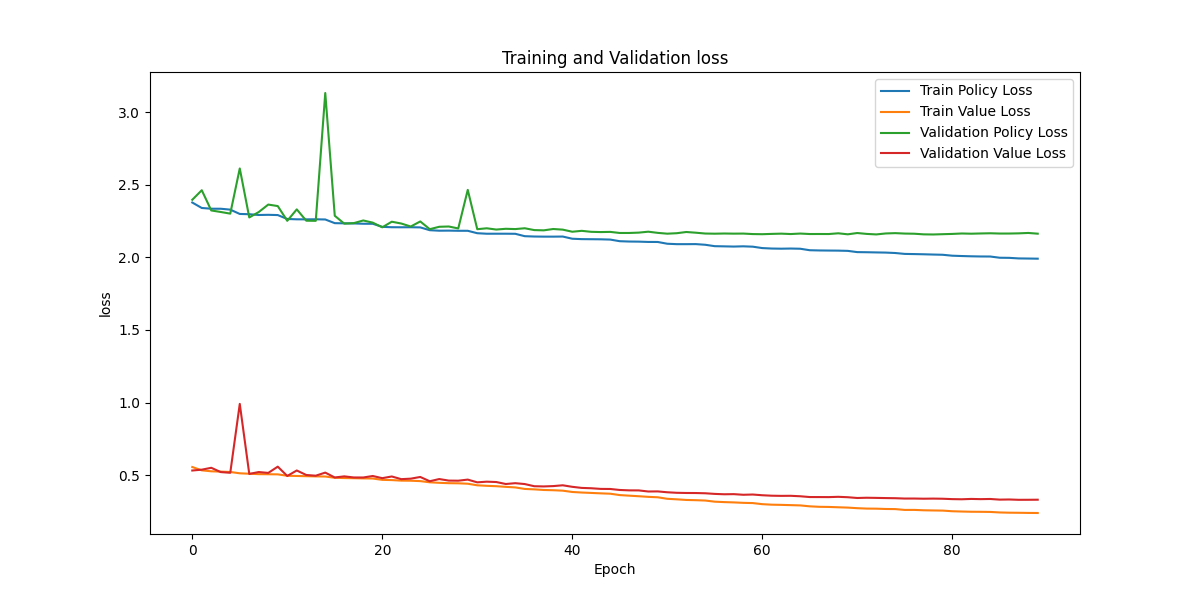 Training and Validation loss
Train Policy Loss
Train Value Loss
Validation Policy Loss
Validation Value Loss
3.0
2.5
2.0
1.5
1.0
0.5
loss
0 20 40 60 80
Epoch